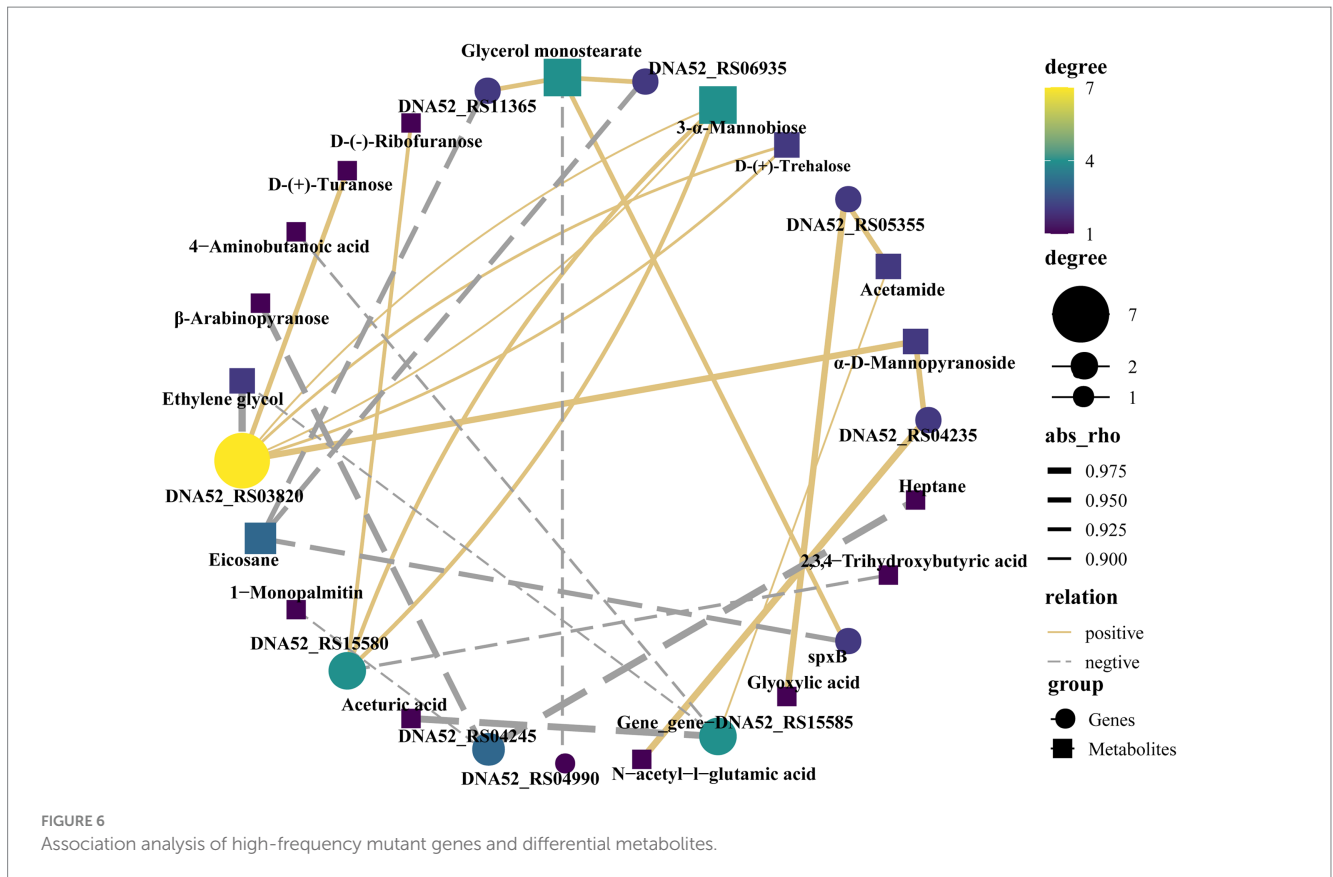 Glycerol monostearate
DNA52_RS06935
DNA52_RS11365
3-α-Mannobiose
D-(-)-Ribofuranose
D-(+)-Trehalose
D-(+)-Turanose
DNA52_RS05355
4−Aminobutanoic acid
Acetamide
β-Arabinopyranose
α-D-Mannopyranoside
Ethylene glycol
DNA52_RS04235
Heptane
DNA52_RS03820
Eicosane
2,3,4−Trihydroxybutyric acid
1−Monopalmitin
DNA52_RS15580
spxB
Glyoxylic acid
Aceturic acid
Gene_gene−DNA52_RS15585
DNA52_RS04245
DNA52_RS04990
N−acetyl−l−glutamic acid
degree
7
4
1
degree
7
2
1
abs_rho
0.975
0.950
0.925
0.900
relation
positive
negtive
group
Genes
Metabolites
FIGURE 6
Association analysis of high-frequency mutant genes and differential metabolites.